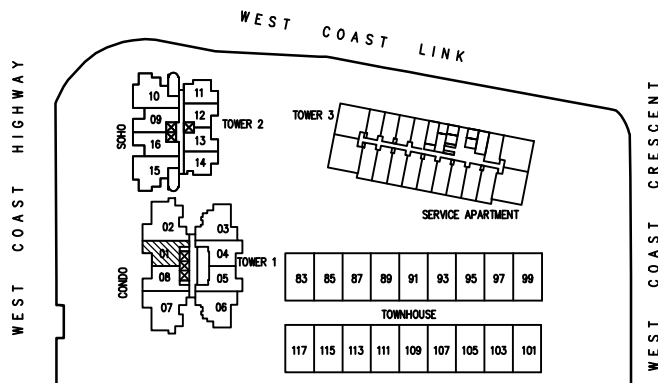 WEST COAST LINK
WEST COAST HIGHWAY
WEST COAST CRESCENT
10
11
09
12
TOWER 2
SOHO
16
13
15
14
TOWER 3
SERVICE APARTMENT
02
03
01
04
TOWER 1
CONDO
08
05
07
06
83 85 87 89 91 93 95 97 99
TOWNHOUSE
117 115 113 111 109 107 105 103 101